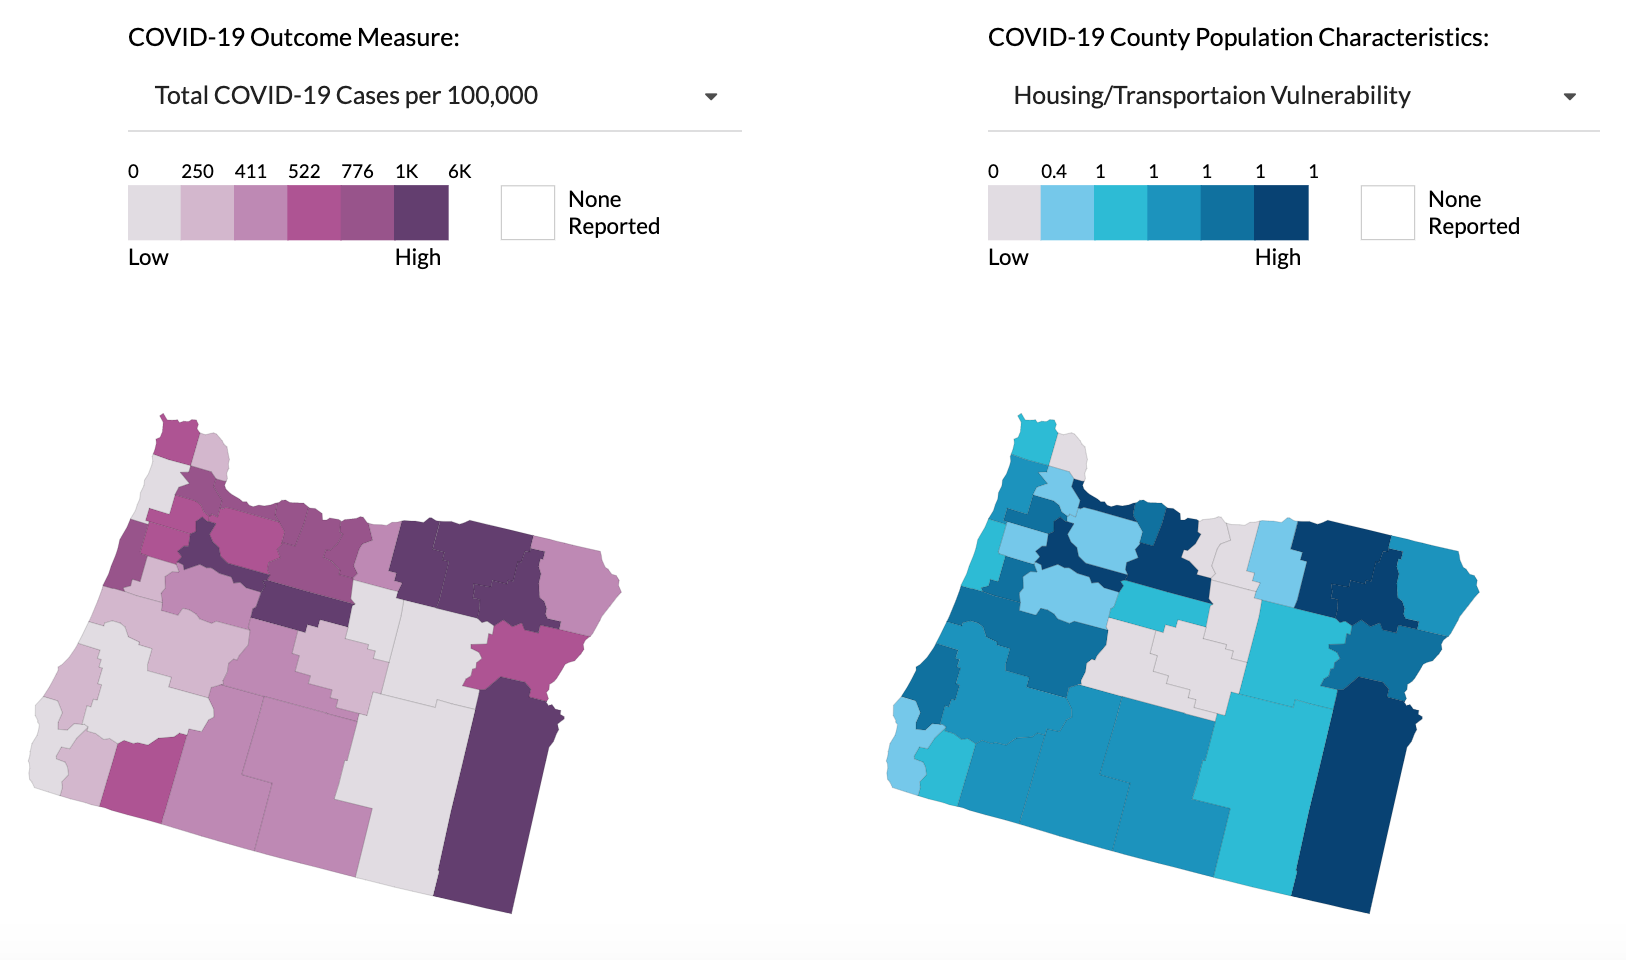 COVID-19 Outcome Measure:
Total COVID-19 Cases per 100,000
0 250 411 522 776 1K 6K
None
Reported
Low High
COVID-19 County Population Characteristics:
Housing/Transportaion Vulnerability
0 0.4 1 1 1 1 1
None
Reported
Low High